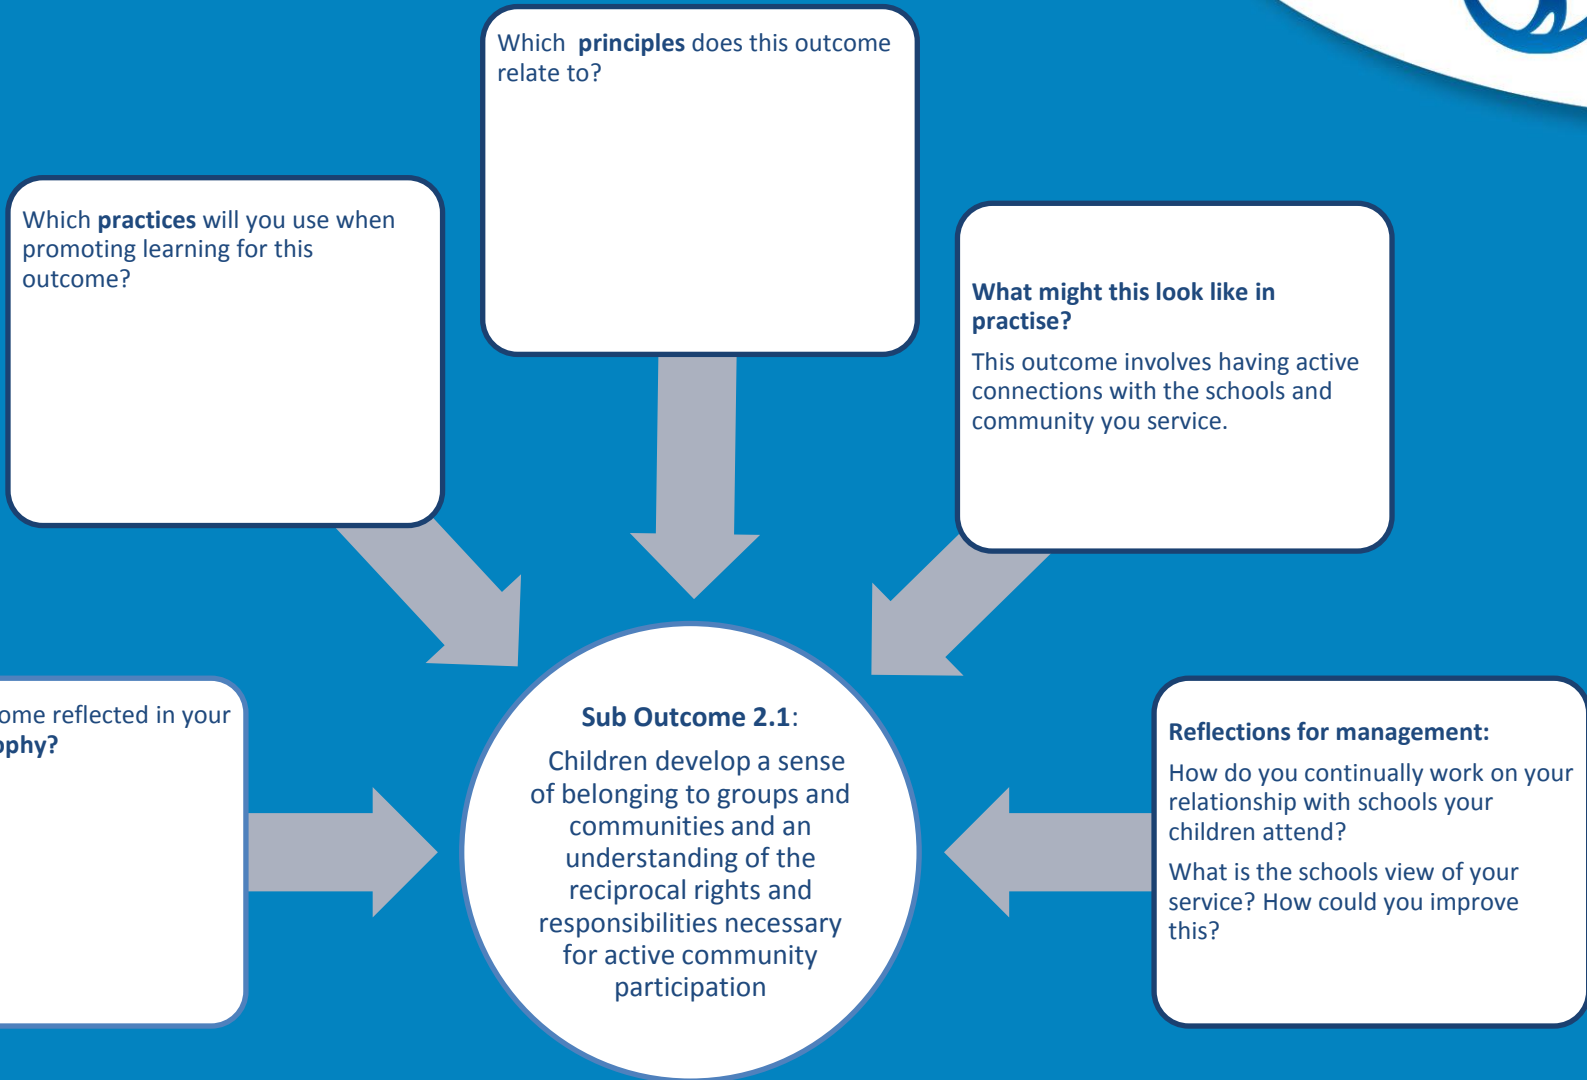 Which principles does this outcome
relate to?
Which practices will you use when
promoting learning for this
outcome?
What might this look like in
practise?
This outcome involves having active
connections with the schools and
community you service.
reflected in your
Sub Outcome 2.1:
Children develop a sense
of belonging to groups and
communities and an
understanding of the
reciprocal rights and
responsibilities necessary
for active community
participation
Reflections for management:
How do you continually work on your
relationship with schools your
children attend?
What is the schools view of your
service? How could you improve
this?